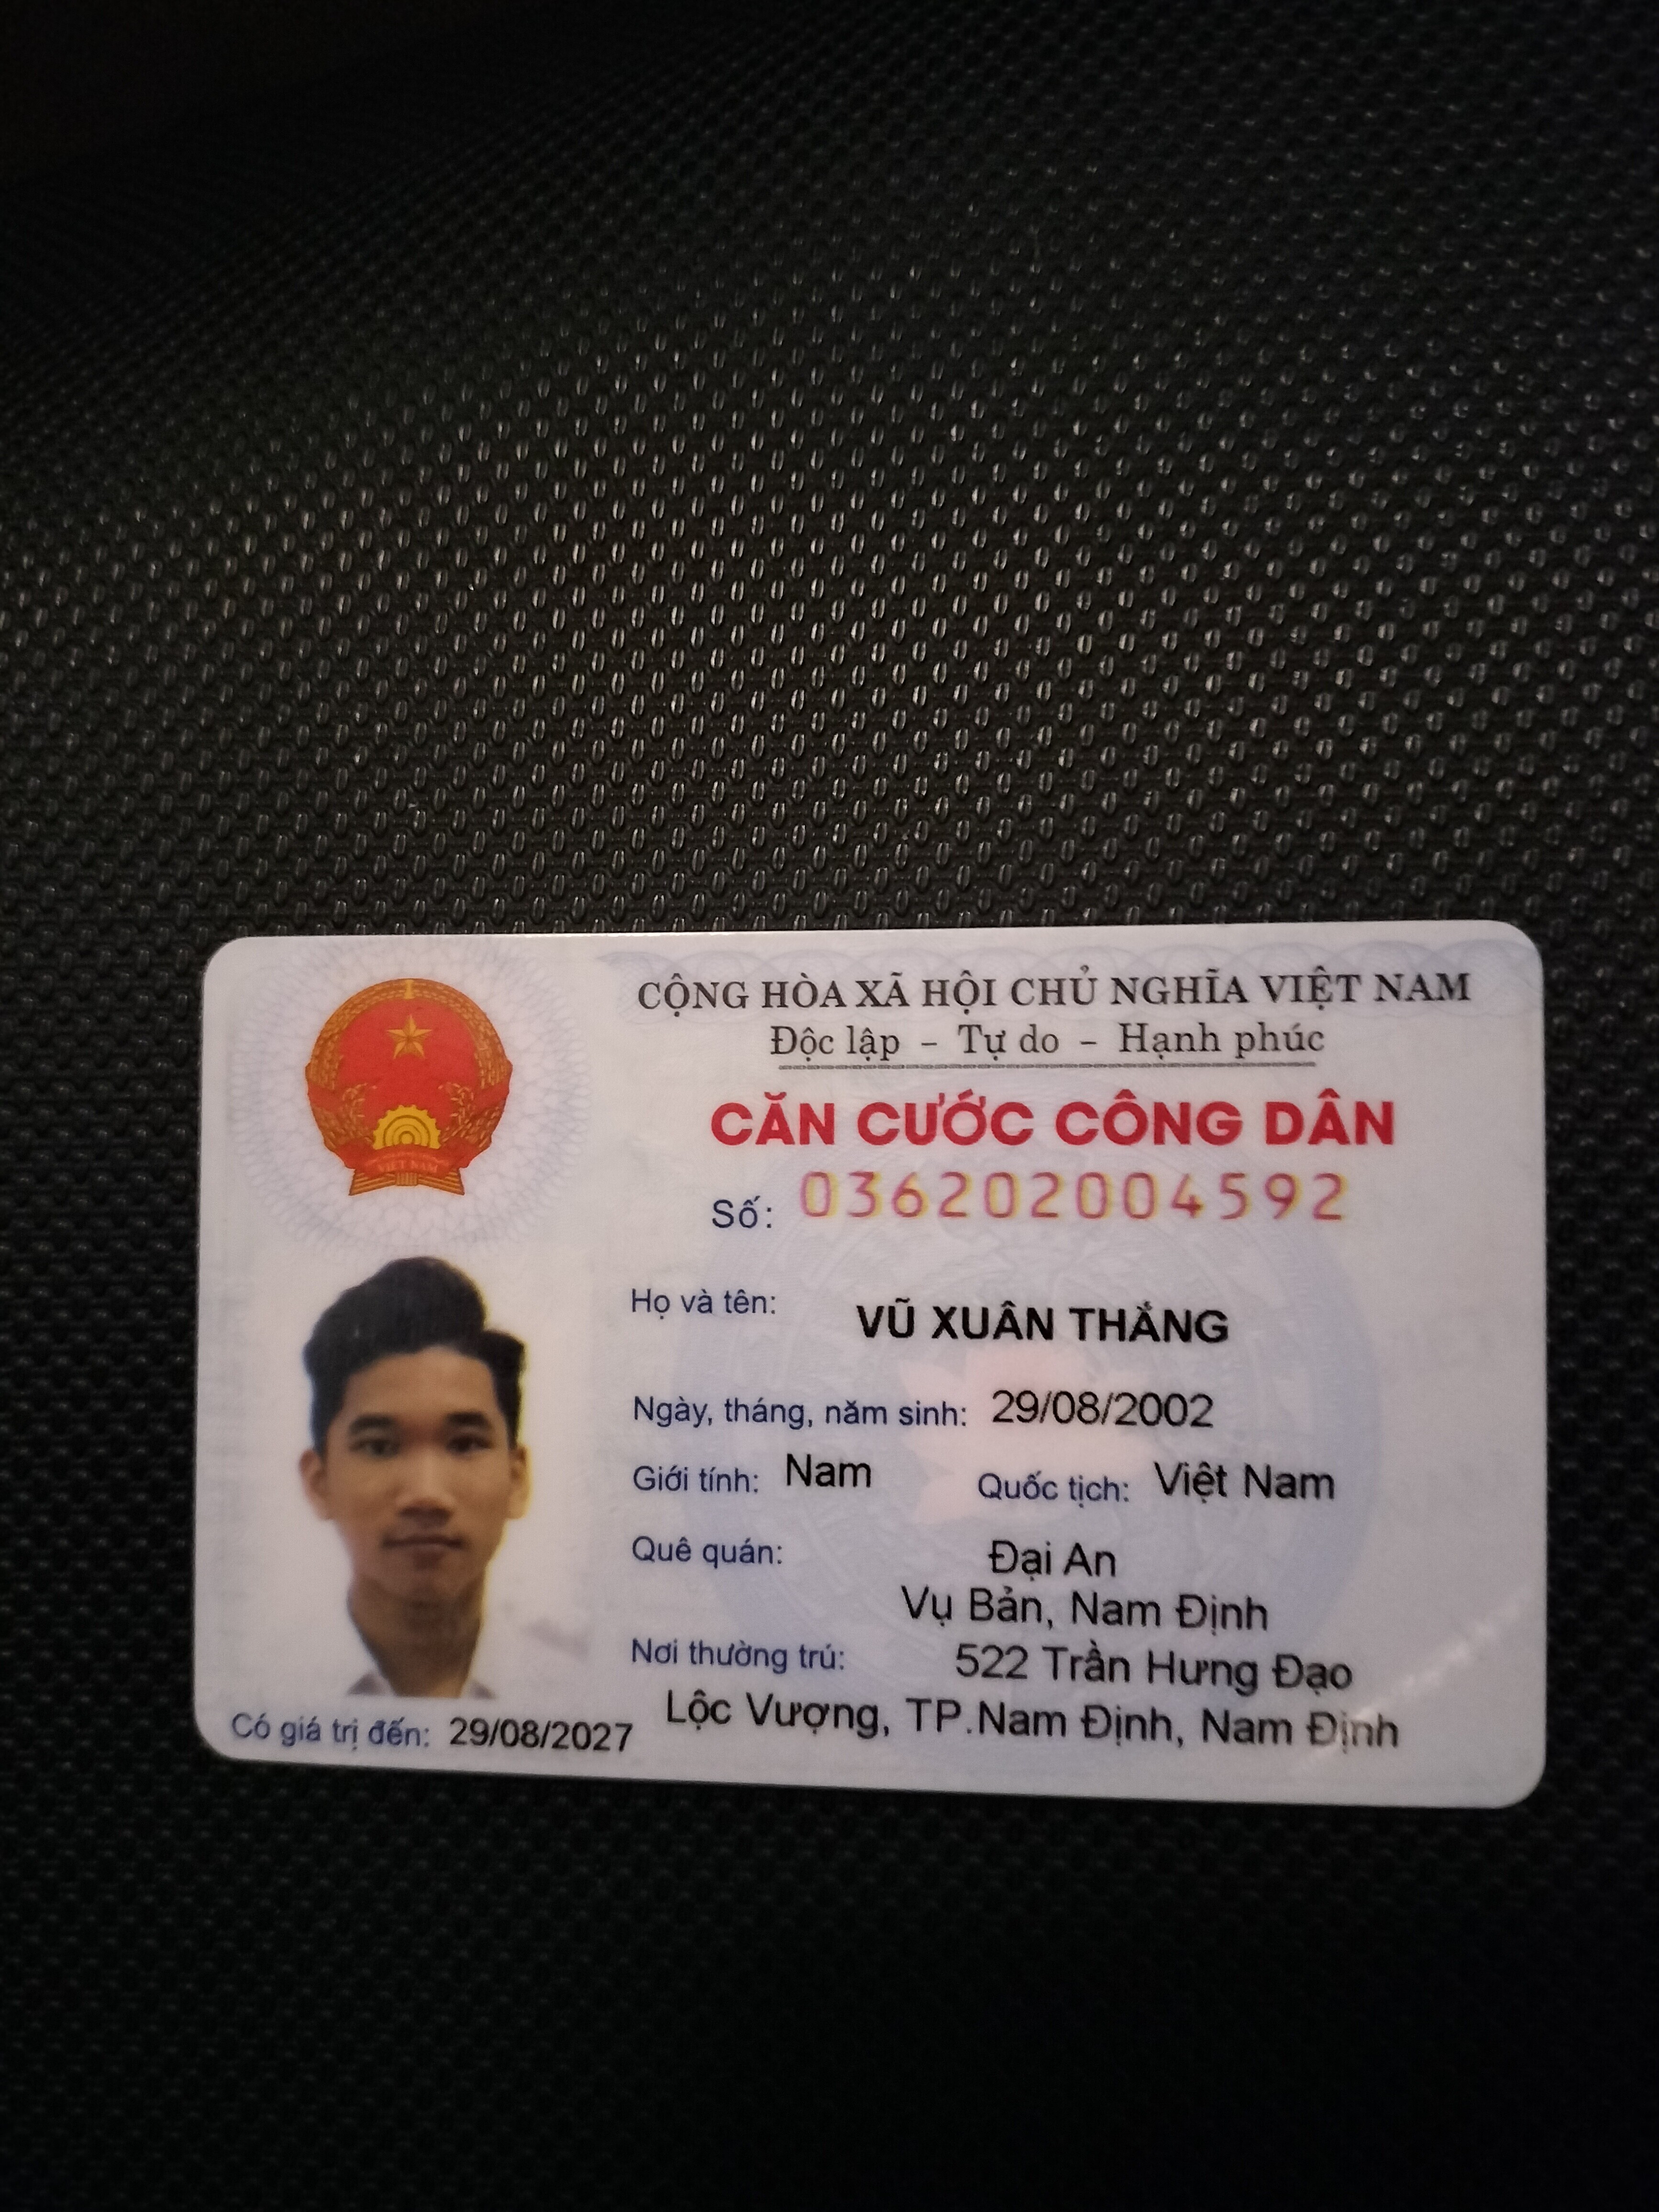 CỘNG HÒA XÃ HỘI CHỦ NGHĨA VIỆT NAM
Độc lập – Tự do – Hạnh phúc
CĂN CƯỚC CÔNG DÂN
Số: 036202004592
Họ và tên: VŨ XUÂN THẮNG
Ngày, tháng, năm sinh: 29/08/2002
Giới tính: Nam Quốc tịch: Việt Nam
Quê quán: Đại An
Vụ Bản, Nam Định
Nơi thường trú: 522 Trần Hưng Đạo
Lộc Vượng, TP.Nam Định, Nam Định
Có giá trị đến: 29/08/2027
VIỆT NAM